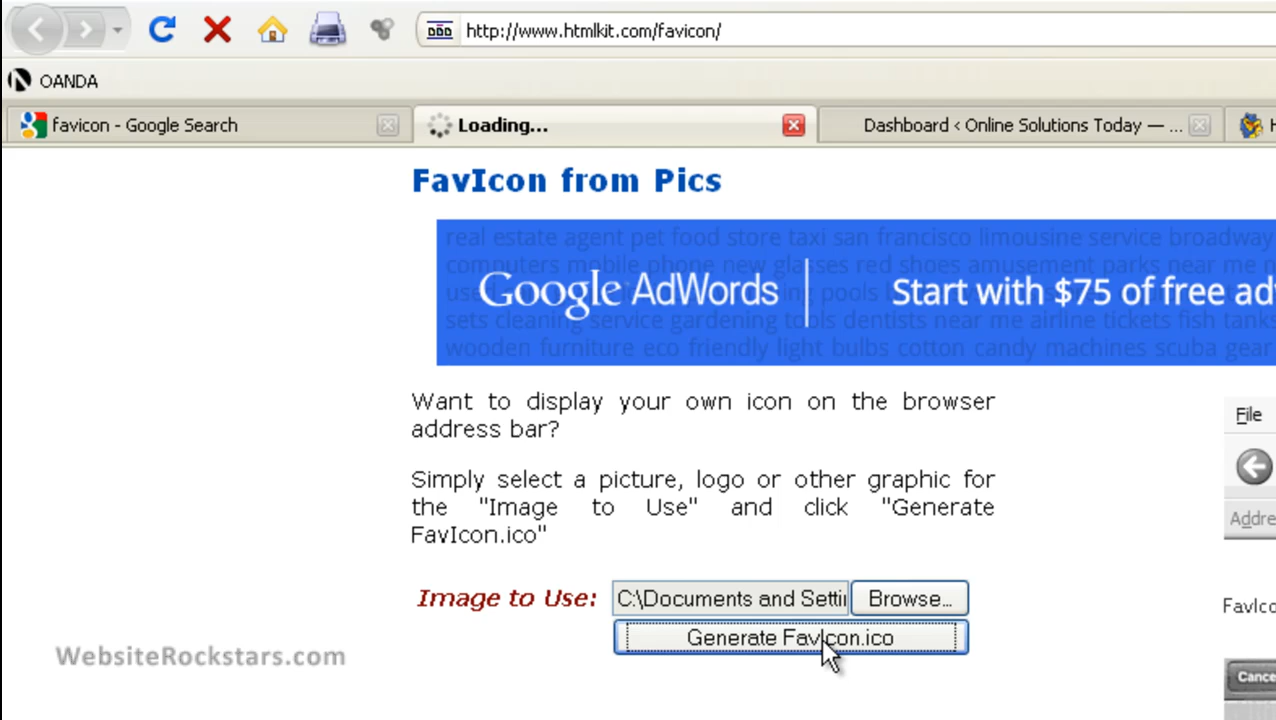 http://www.htmlkit.com/favicon/
OANDA
favicon - Google Search
Loading...
Dashboard ‹ Online Solutions Today — ...
H
FavIcon from Pics
real estate agent pet food store taxi san francisco limousine service broadway
computers mobile phone new glasses red shoes amusement parks near me
Google AdWords
Start with $75 of free ad
sets cleaning service gardening tools dentists near me airline tickets fish tanks
wooden furniture eco friendly light bulbs cotton candy machines scuba gear
Want to display your own icon on the browser
address bar?
Simply select a picture, logo or other graphic for
the "Image to Use" and click "Generate
FavIcon.ico"
File
Addre
Image to Use:
C:\Documents and Settin
Browse...
FavIco
Generate FavIcon.ico
WebsiteRockstars.com
Cance